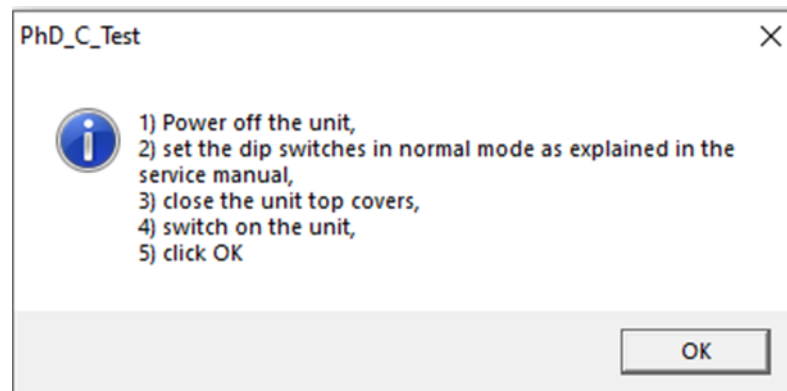 PhD_C_Test
1) Power off the unit,
2) set the dip switches in normal mode as explained in the
service manual,
3) close the unit top covers,
4) switch on the unit,
5) click OK
OK